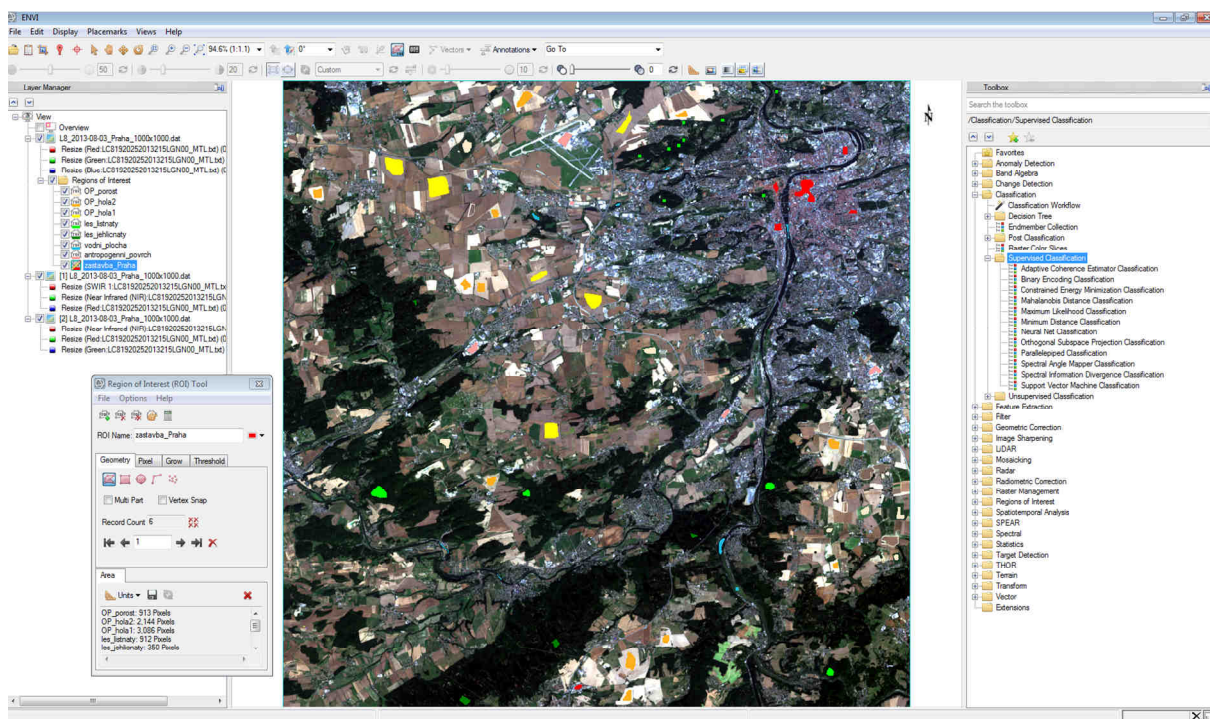 ENVI
File Edit Display Placemarks Views Help
94.6% (1:1.1) 0° Vectors Annotations Go To
50 20 Custom 10 0
Layer Manager
View
Overview
L8_2013-08-03_Praha_1000x1000.dat
Resize (Red:LC81920252013215LGN00_MTL.txt) (0
Resize (Green:LC81920252013215LGN00_MTL.txt)
Resize (Blue:LC81920252013215LGN00_MTL.txt) (0
Regions of Interest
OP_porost
OP_hola2
OP_hola1
les_listnaty
les_jehlicnaty
vodni_plocha
antropogenni_povrch
zastavba_Praha
[1] L8_2013-08-03_Praha_1000x1000.dat
Resize (SWIR 1:LC81920252013215LGN00_MTL.txt)
Resize (Near Infrared (NIR):LC81920252013215LGN
Resize (Red:LC81920252013215LGN00_MTL.txt) (0
[2] L8_2013-08-03_Praha_1000x1000.dat
Resize (Near Infrared (NIR):LC81920252013215LGN
Resize (Red:LC81920252013215LGN00_MTL.txt) (0
Resize (Green:LC81920252013215LGN00_MTL.txt)
Region of Interest (ROI) Tool
File Options Help
ROI Name: zastavba_Praha
Geometry Pixel Grow Threshold
Multi Part Vertex Snap
Record Count 6
1
Area
Units
OP_porost: 913 Pixels
OP_hola2: 2,144 Pixels
OP_hola1: 3,086 Pixels
les_listnaty: 912 Pixels
les_jehlicnaty: 350 Pixels
N
Toolbox
Search the toolbox
/Classification/Supervised Classification
Favorites
Anomaly Detection
Band Algebra
Change Detection
Classification
Classification Workflow
Decision Tree
Endmember Collection
Post Classification
Raster Color Slices
Supervised Classification
Adaptive Coherence Estimator Classification
Binary Encoding Classification
Constrained Energy Minimization Classification
Mahalanobis Distance Classification
Maximum Likelihood Classification
Minimum Distance Classification
Neural Net Classification
Orthogonal Subspace Projection Classification
Parallelepiped Classification
Spectral Angle Mapper Classification
Spectral Information Divergence Classification
Support Vector Machine Classification
Unsupervised Classification
Feature Extraction
Filter
Geometric Correction
Image Sharpening
LiDAR
Mosaicking
Radar
Radiometric Correction
Raster Management
Regions of Interest
Spatiotemporal Analysis
SPEAR
Spectral
Statistics
Target Detection
THOR
Terrain
Transform
Vector
Extensions